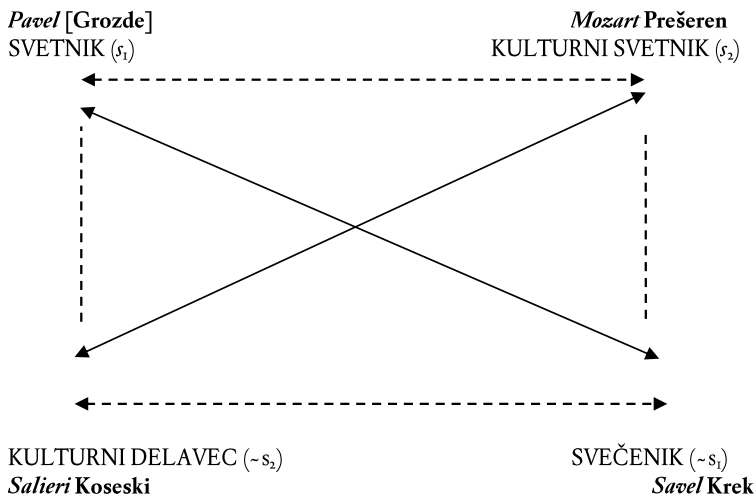 Pavel [Grozde]
SVETNIK (s₁)
Mozart Prešeren
KULTURNI SVETNIK (s₂)
KULTURNI DELAVEC (~s₂)
Salieri Koseski
SVEČENIK (~s₁)
Savel Krek